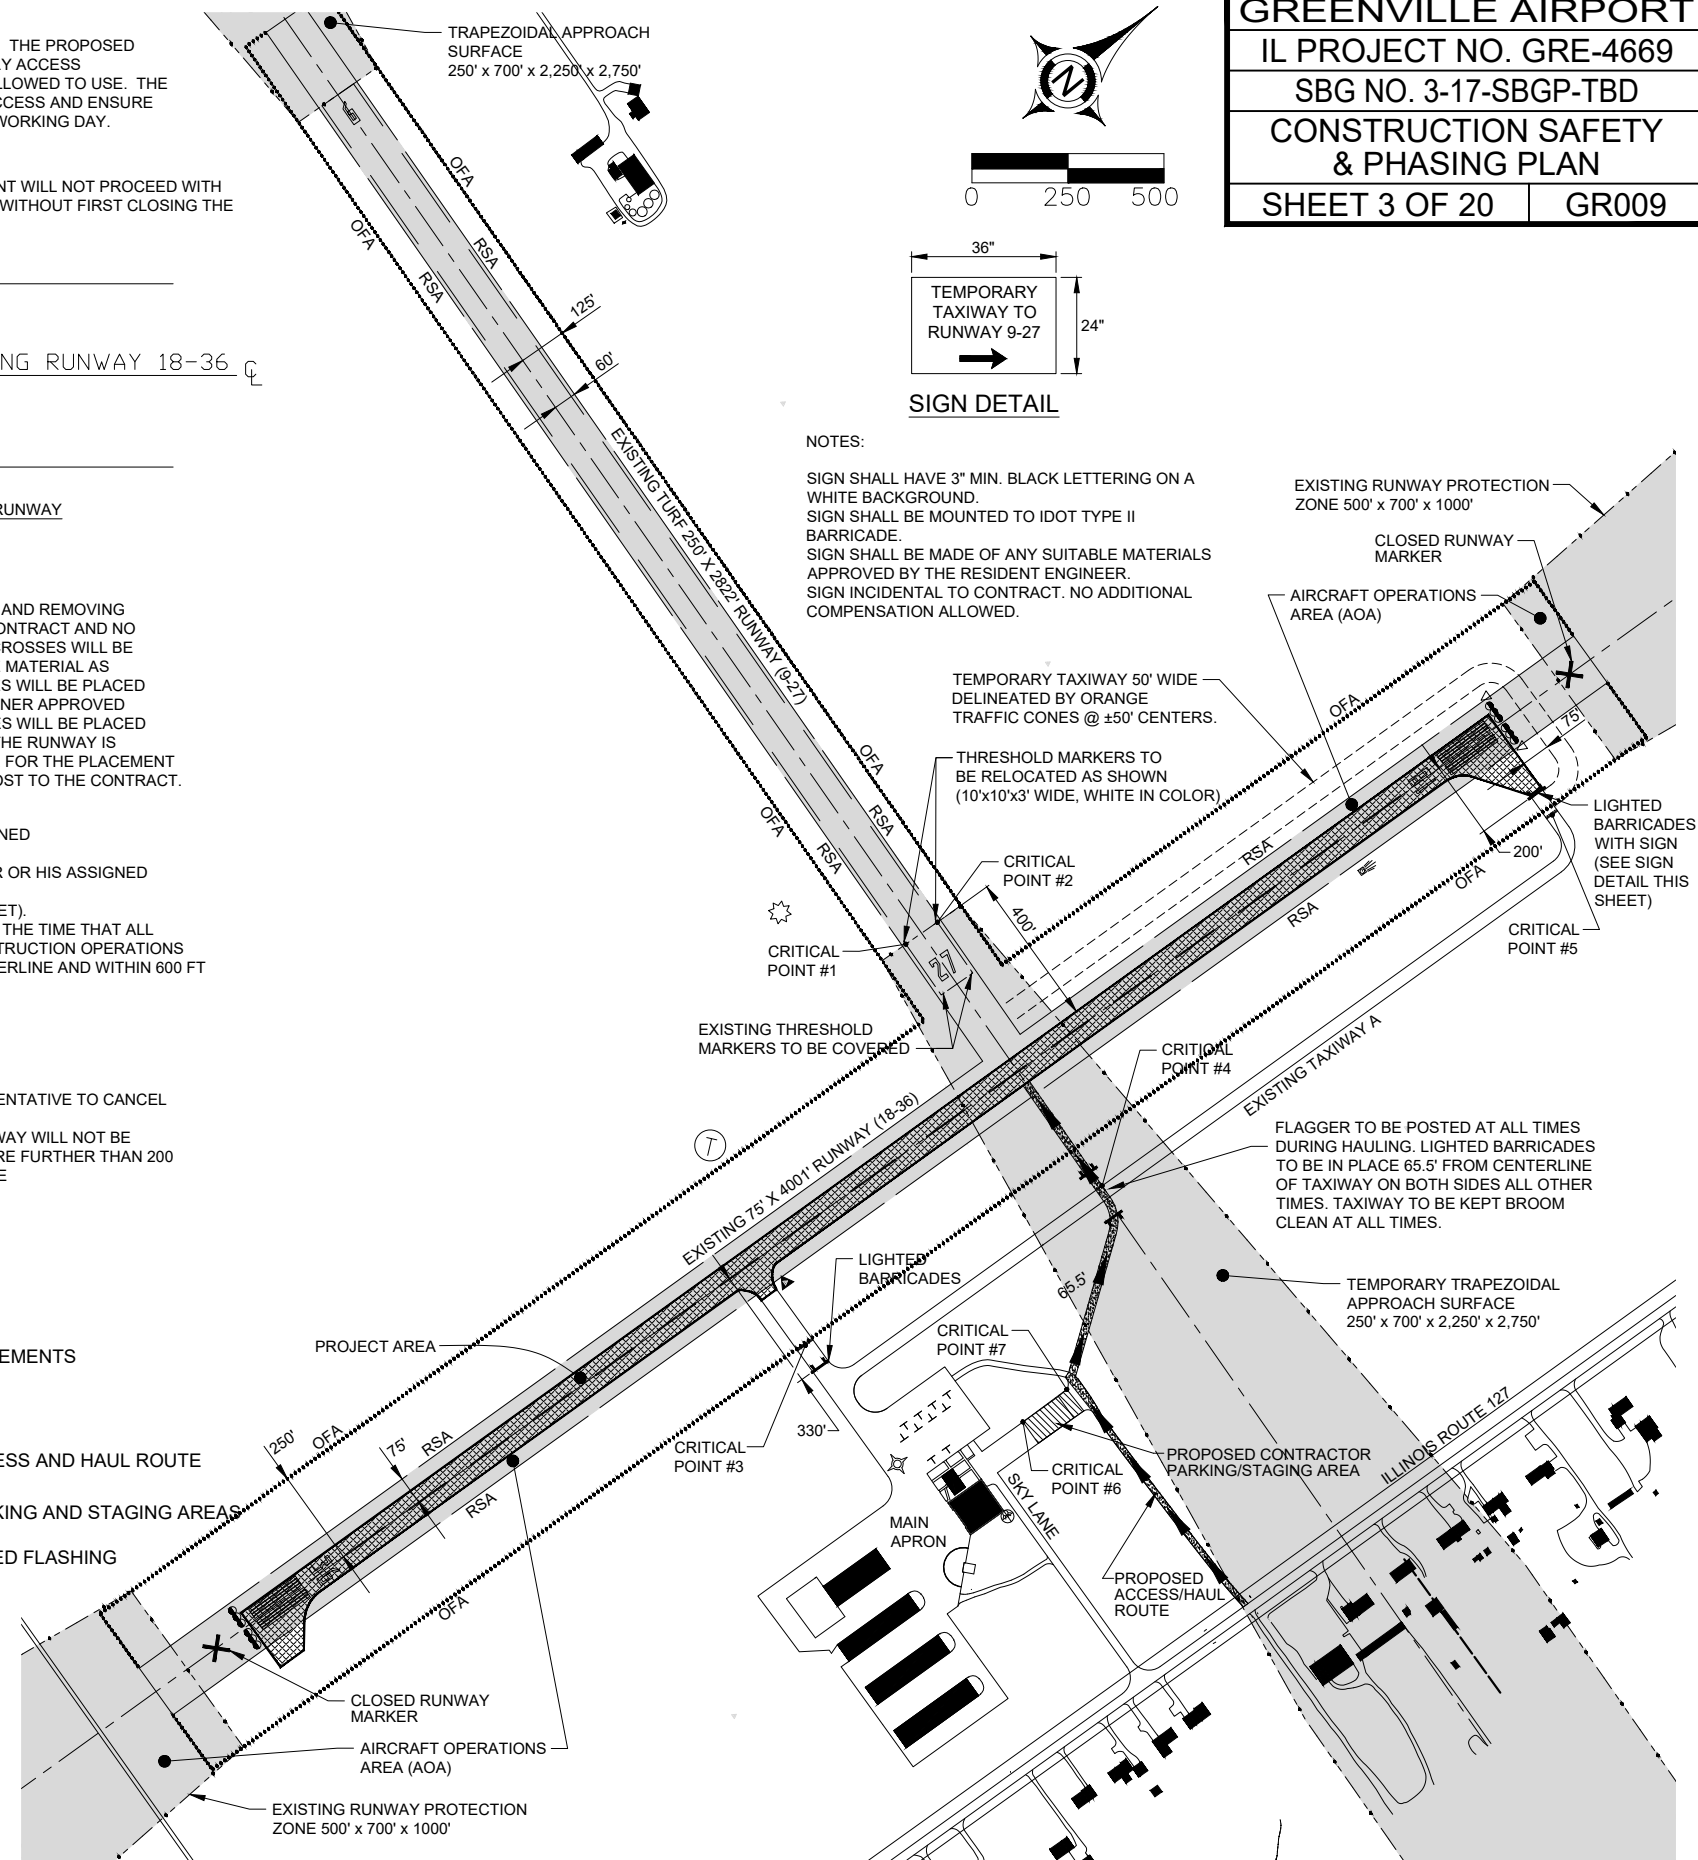 GREENVILLE AIRPORT
IL PROJECT NO. GRE-4669
SBG NO. 3-17-SBGP-TBD
CONSTRUCTION SAFETY
& PHASING PLAN
SHEET 3 OF 20
GR009
THE PROPOSED
Y ACCESS
LLOWED TO USE. THE
CCESS AND ENSURE
WORKING DAY.
NT WILL NOT PROCEED WITH
WITHOUT FIRST CLOSING THE
NG RUNWAY 18-36 ℄
RUNWAY
AND REMOVING
ONTRACT AND NO
CROSSES WILL BE
MATERIAL AS
S WILL BE PLACED
NER APPROVED
ES WILL BE PLACED
THE RUNWAY IS
FOR THE PLACEMENT
OST TO THE CONTRACT.
NED
R OR HIS ASSIGNED
ET).
THE TIME THAT ALL
STRUCTION OPERATIONS
ERLINE AND WITHIN 600 FT
ENTATIVE TO CANCEL
WAY WILL NOT BE
RE FURTHER THAN 200
E
EMENTS
ESS AND HAUL ROUTE
KING AND STAGING AREAS
ED FLASHING
TRAPEZOIDAL APPROACH
SURFACE
250' x 700' x 2,250' x 2,750'
N
0 250 500
36"
TEMPORARY
TAXIWAY TO
RUNWAY 9-27
24"
SIGN DETAIL
NOTES:
SIGN SHALL HAVE 3" MIN. BLACK LETTERING ON A
WHITE BACKGROUND.
SIGN SHALL BE MOUNTED TO IDOT TYPE II
BARRICADE.
SIGN SHALL BE MADE OF ANY SUITABLE MATERIALS
APPROVED BY THE RESIDENT ENGINEER.
SIGN INCIDENTAL TO CONTRACT. NO ADDITIONAL
COMPENSATION ALLOWED.
OFA
OFA
RSA
RSA
125'
60'
EXISTING TURF 250' X 2822' RUNWAY (9-27)
OFA
OFA
RSA
RSA
EXISTING RUNWAY PROTECTION
ZONE 500' x 700' x 1000'
CLOSED RUNWAY
MARKER
AIRCRAFT OPERATIONS
AREA (AOA)
TEMPORARY TAXIWAY 50' WIDE
DELINEATED BY ORANGE
TRAFFIC CONES @ ±50' CENTERS.
THRESHOLD MARKERS TO
BE RELOCATED AS SHOWN
(10'x10'x3' WIDE, WHITE IN COLOR)
OFA
75'
LIGHTED
BARRICADES
WITH SIGN
(SEE SIGN
DETAIL THIS
SHEET)
200'
RSA
OFA
RSA
CRITICAL
POINT #2
400'
CRITICAL
POINT #1
27
CRITICAL
POINT #5
EXISTING THRESHOLD
MARKERS TO BE COVERED
CRITICAL
POINT #4
EXISTING TAXIWAY A
T
EXISTING 75' X 4001' RUNWAY (18-36)
FLAGGER TO BE POSTED AT ALL TIMES
DURING HAULING. LIGHTED BARRICADES
TO BE IN PLACE 65.5' FROM CENTERLINE
OF TAXIWAY ON BOTH SIDES ALL OTHER
TIMES. TAXIWAY TO BE KEPT BROOM
CLEAN AT ALL TIMES.
LIGHTED
BARRICADES
65.5'
TEMPORARY TRAPEZOIDAL
APPROACH SURFACE
250' x 700' x 2,250' x 2,750'
PROJECT AREA
CRITICAL
POINT #7
250'
OFA
75'
RSA
RSA
OFA
CRITICAL
POINT #3
330'
PROPOSED CONTRACTOR
PARKING/STAGING AREA
CRITICAL
POINT #6
ILLINOIS ROUTE 127
SKY LANE
MAIN
APRON
PROPOSED
ACCESS/HAUL
ROUTE
CLOSED RUNWAY
MARKER
AIRCRAFT OPERATIONS
AREA (AOA)
EXISTING RUNWAY PROTECTION
ZONE 500' x 700' x 1000'